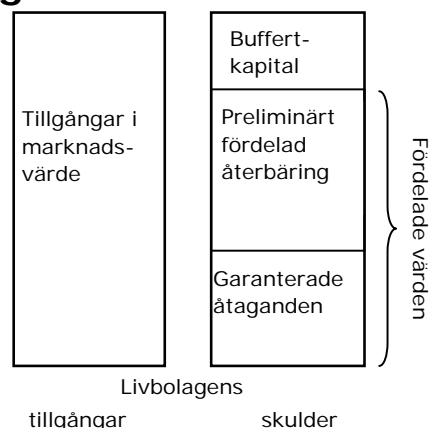 Tillgångar i
marknads-
värde
Buffert-
kapital
Preliminärt
fördelad
återbäring
Garanterade
åtaganden
Fördelade värden
Livbolagens
tillgångar
skulder